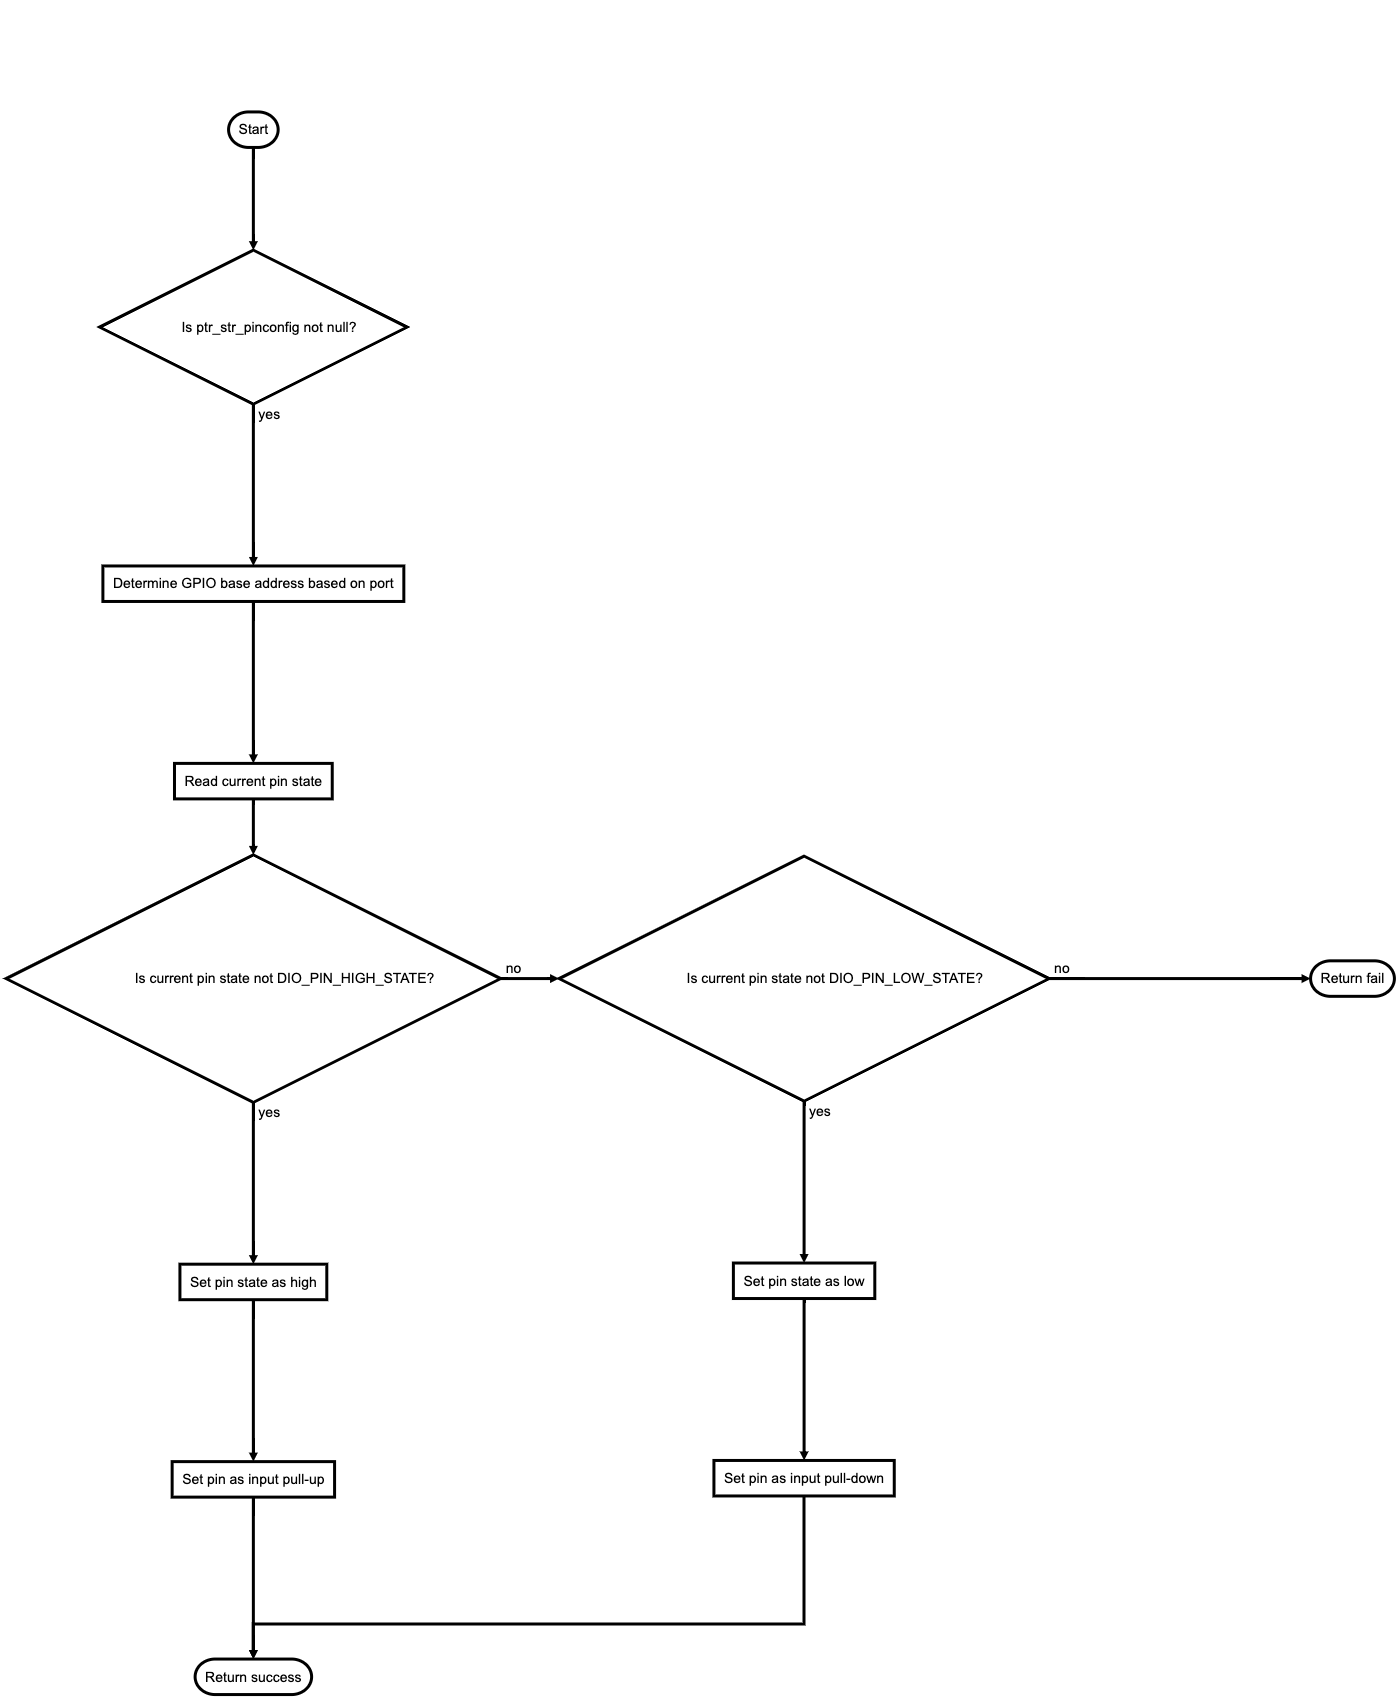 Start
Is ptr_str_pinconfig not null?
yes
Determine GPIO base address based on port
Read current pin state
Is current pin state not DIO_PIN_HIGH_STATE?
no
Is current pin state not DIO_PIN_LOW_STATE?
no
Return fail
yes
yes
Set pin state as high
Set pin state as low
Set pin as input pull-up
Set pin as input pull-down
Return success